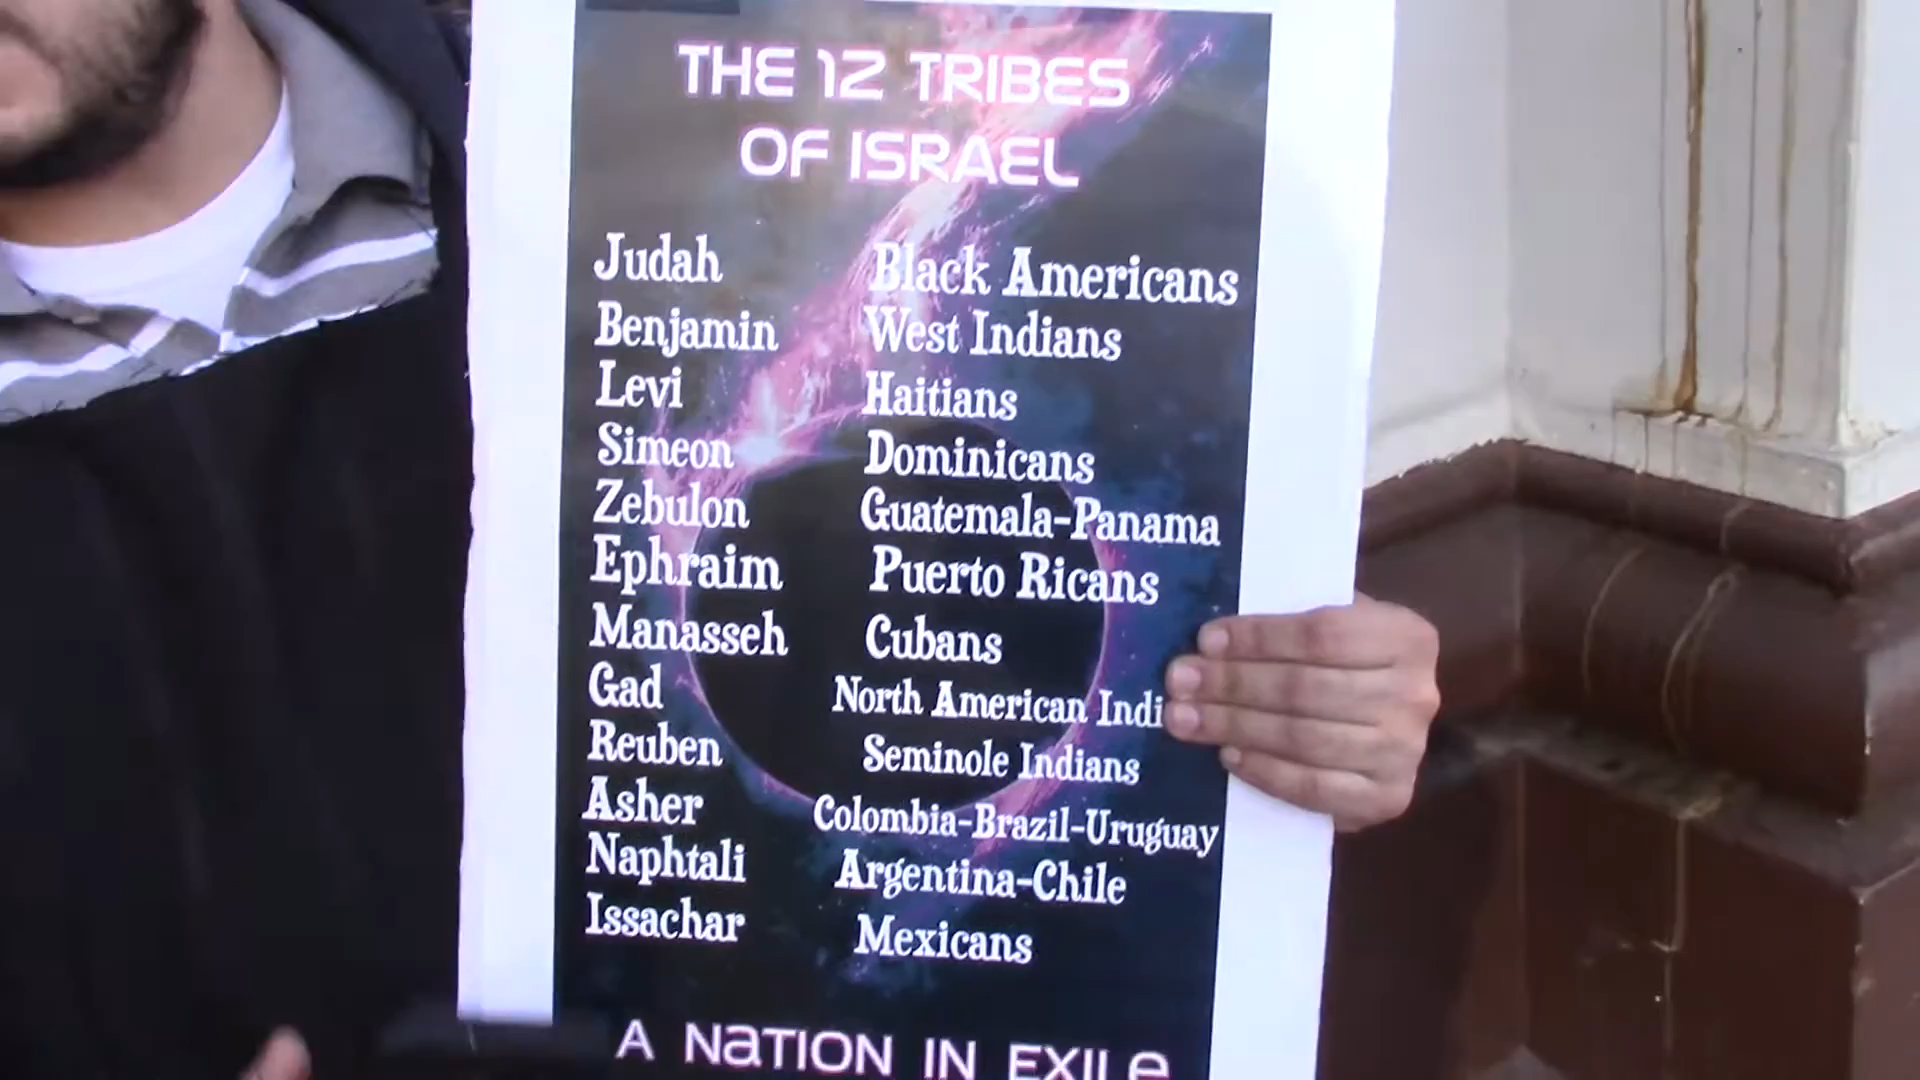 THE 12 TRIBES
OF ISRAEL
Judah Black Americans
Benjamin West Indians
Levi Haitians
Simeon Dominicans
Zebulon Guatemala-Panama
Ephraim Puerto Ricans
Manasseh Cubans
Gad North American Indi
Reuben Seminole Indians
Asher Colombia-Brazil-Uruguay
Naphtali Argentina-Chile
Issachar Mexicans
A NATION IN EXILE